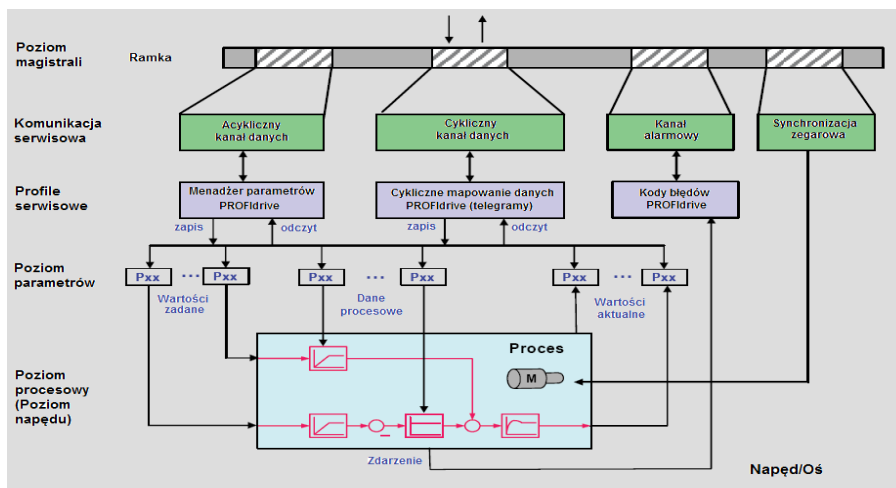 Poziom
magistrali
Ramka
Komunikacja
serwisowa
Acykliczny
kanał danych
Cykliczny
kanał danych
Kanał
alarmowy
Synchronizacja
zegarowa
Profile
serwisowe
Menadżer parametrów
PROFIdrive
Cykliczne mapowanie danych
PROFIdrive (telegramy)
Kody błędów
PROFIdrive
zapis
odczyt
zapis
odczyt
Poziom
parametrów
Pxx ... Pxx
Pxx ... Pxx
Pxx ... Pxx
Wartości
zadane
Dane
procesowe
Wartości
aktualne
Poziom
procesowy
(Poziom
napędu)
Proces
M
Zdarzenie
Napęd/Oś